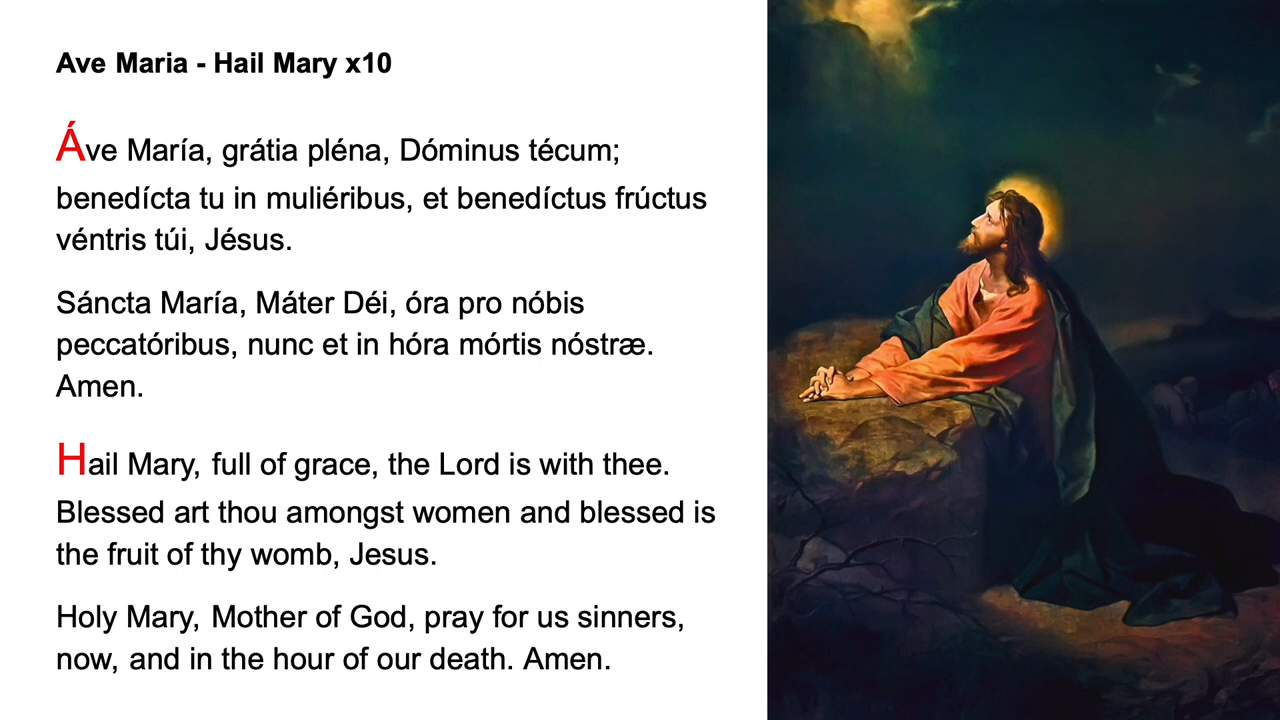 Ave Maria - Hail Mary x10
Áve María, grátia pléna, Dóminus técum;
benedícta tu in muliéribus, et benedíctus frúctus
véntris túi, Jésus.
Sáncta María, Máter Déi, óra pro nóbis
peccatóribus, nunc et in hóra mórtis nóstræ.
Amen.
Hail Mary, full of grace, the Lord is with thee.
Blessed art thou amongst women and blessed is
the fruit of thy womb, Jesus.
Holy Mary, Mother of God, pray for us sinners,
now, and in the hour of our death. Amen.